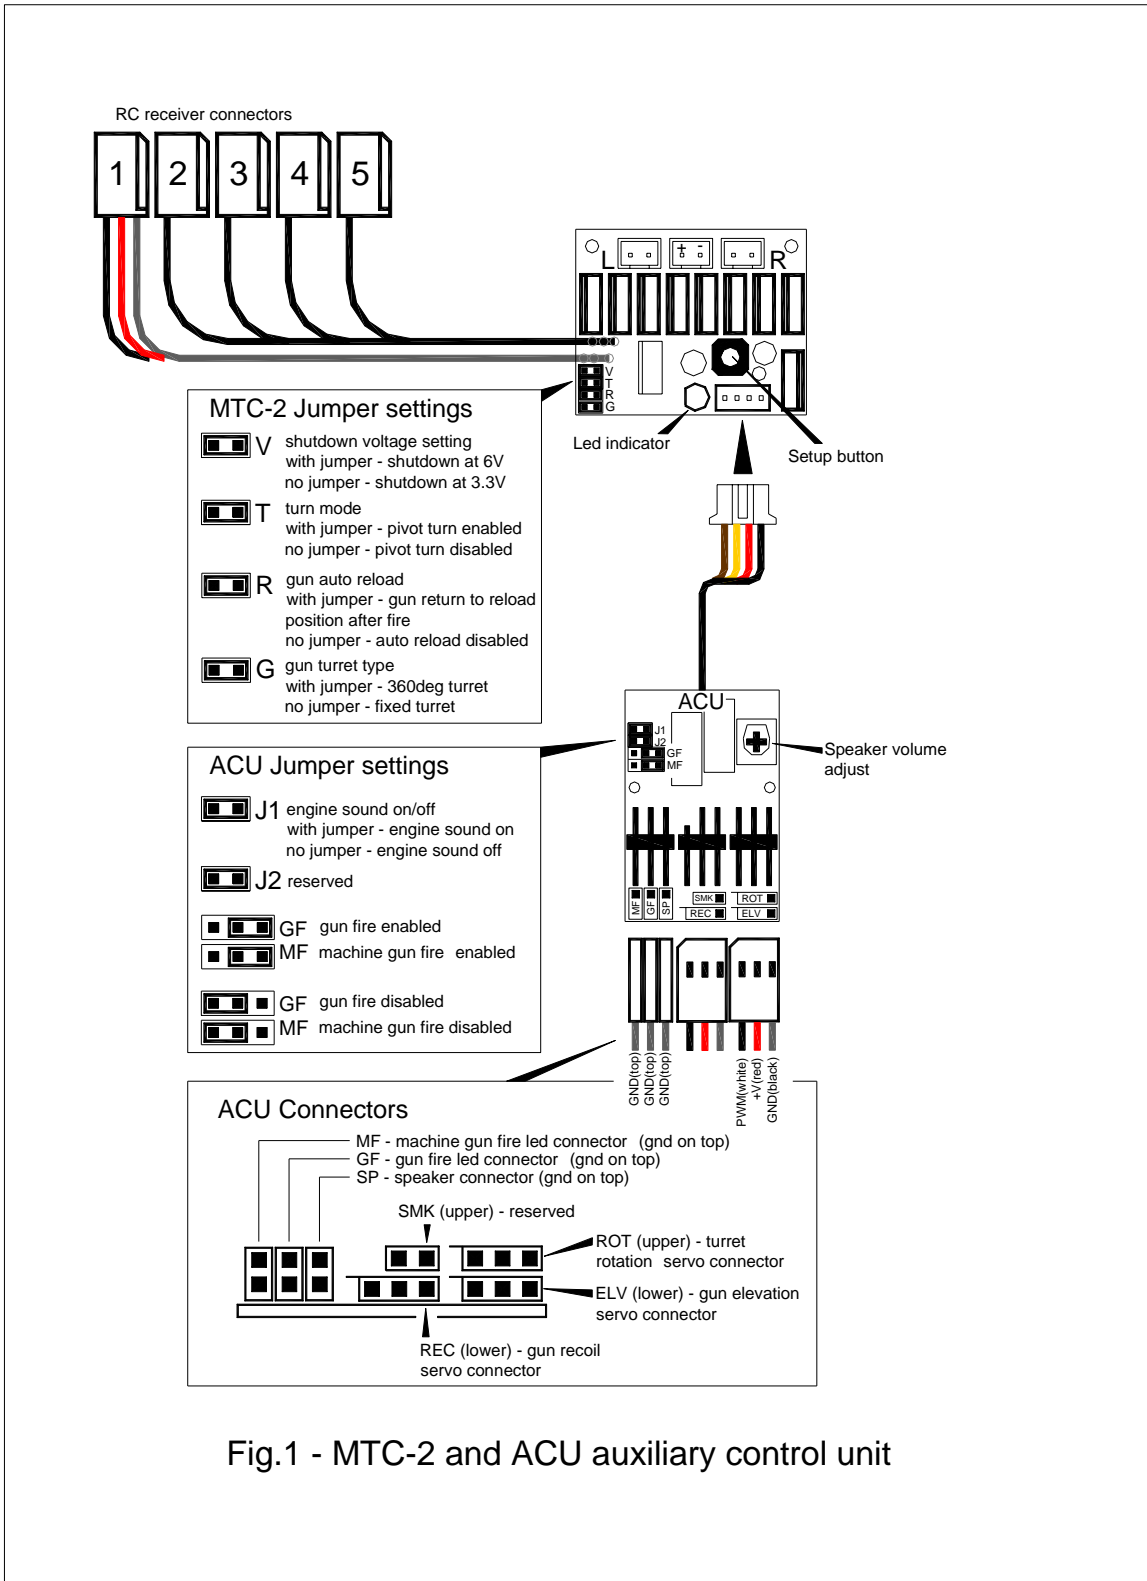 RC receiver connectors
1 2 3 4 5
L + - R
V
T
R
G
Led indicator
Setup button
MTC-2 Jumper settings
V shutdown voltage setting
with jumper - shutdown at 6V
no jumper - shutdown at 3.3V
T turn mode
with jumper - pivot turn enabled
no jumper - pivot turn disabled
R gun auto reload
with jumper - gun return to reload
position after fire
no jumper - auto reload disabled
G gun turret type
with jumper - 360deg turret
no jumper - fixed turret
ACU
J1
J2
GF
MF
Speaker volume
adjust
MF GF SP SMK ROT
REC ELV
ACU Jumper settings
J1 engine sound on/off
with jumper - engine sound on
no jumper - engine sound off
J2 reserved
GF gun fire enabled
MF machine gun fire enabled
GF gun fire disabled
MF machine gun fire disabled
GND(top)
GND(top)
GND(top)
PWM(white)
+V(red)
GND(black)
ACU Connectors
MF - machine gun fire led connector (gnd on top)
GF - gun fire led connector (gnd on top)
SP - speaker connector (gnd on top)
SMK (upper) - reserved
ROT (upper) - turret
rotation servo connector
ELV (lower) - gun elevation
servo connector
REC (lower) - gun recoil
servo connector
Fig.1 - MTC-2 and ACU auxiliary control unit